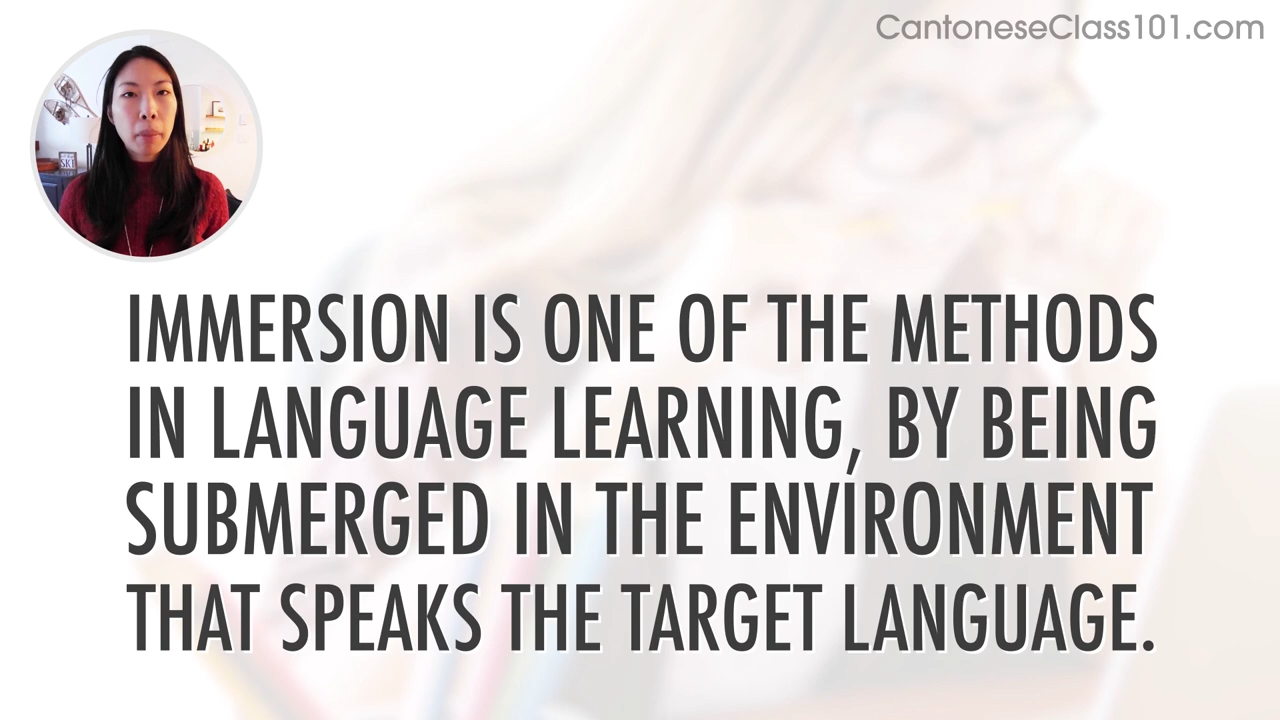 CantoneseClass101.com
IMMERSION IS ONE OF THE METHODS
IN LANGUAGE LEARNING, BY BEING
SUBMERGED IN THE ENVIRONMENT
THAT SPEAKS THE TARGET LANGUAGE.